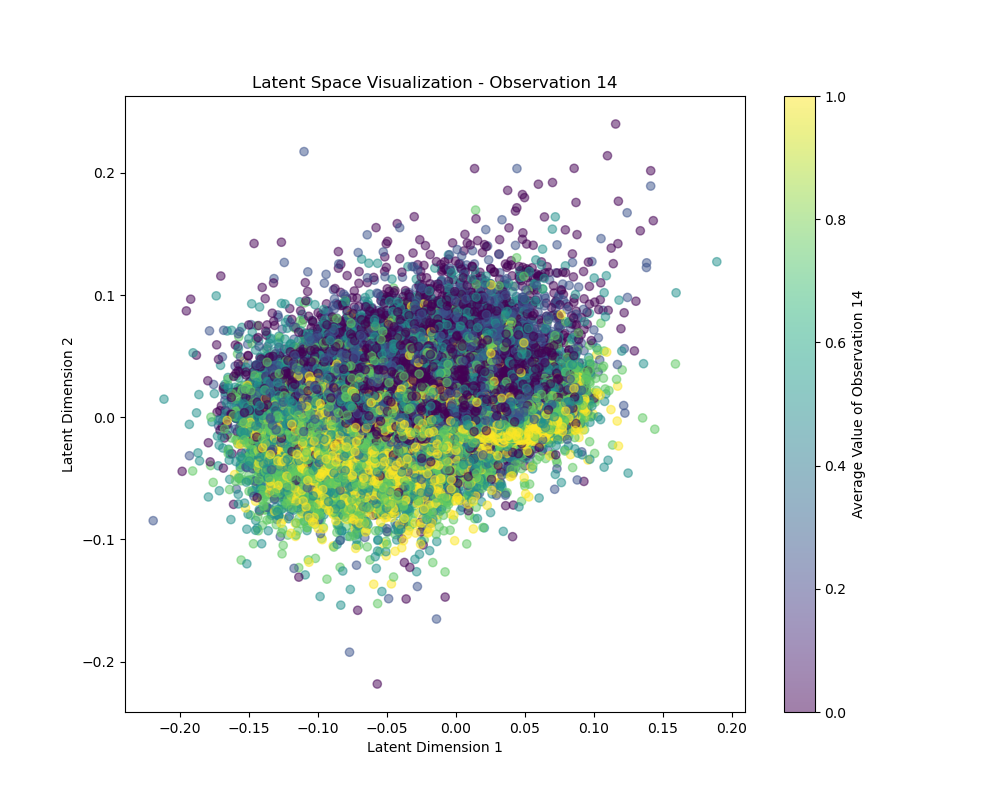 Latent Space Visualization - Observation 14
Latent Dimension 2
0.2
0.1
0.0
−0.1
−0.2
−0.20 −0.15 −0.10 −0.05 0.00 0.05 0.10 0.15 0.20
Latent Dimension 1
1.0
0.8
0.6
0.4
0.2
0.0
Average Value of Observation 14